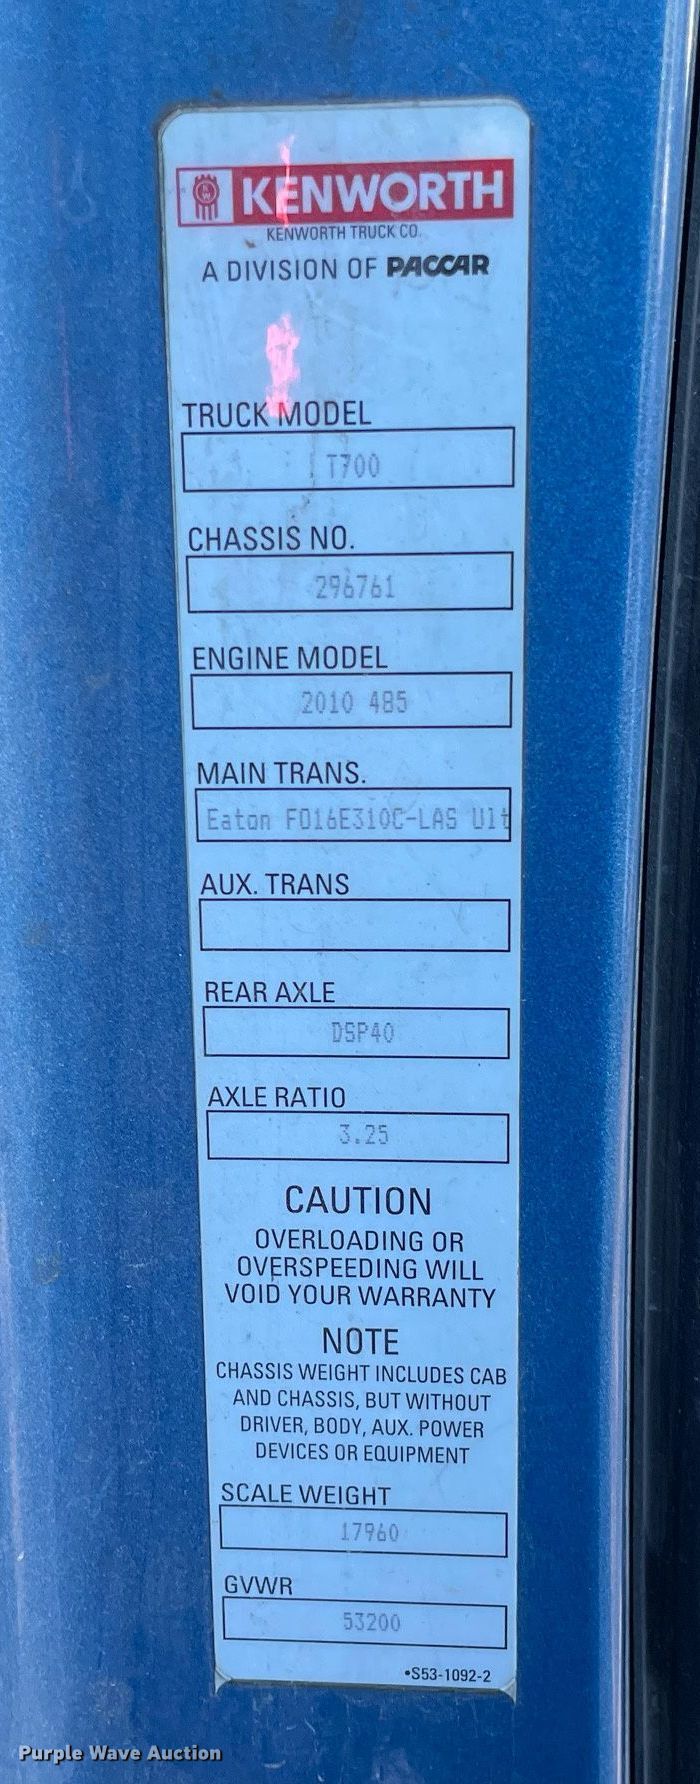 KENWORTH
KENWORTH TRUCK CO.
A DIVISION OF PACCAR
TRUCK MODEL
T700
CHASSIS NO.
296761
ENGINE MODEL
2010 485
MAIN TRANS.
Eaton FO16E310C-LAS Ult
AUX. TRANS
REAR AXLE
DSP40
AXLE RATIO
3.25
CAUTION
OVERLOADING OR
OVERSPEEDING WILL
VOID YOUR WARRANTY
NOTE
CHASSIS WEIGHT INCLUDES CAB
AND CHASSIS, BUT WITHOUT
DRIVER, BODY, AUX. POWER
DEVICES OR EQUIPMENT
SCALE WEIGHT
17960
GVWR
53200
•S53-1092-2
Purple Wave Auction